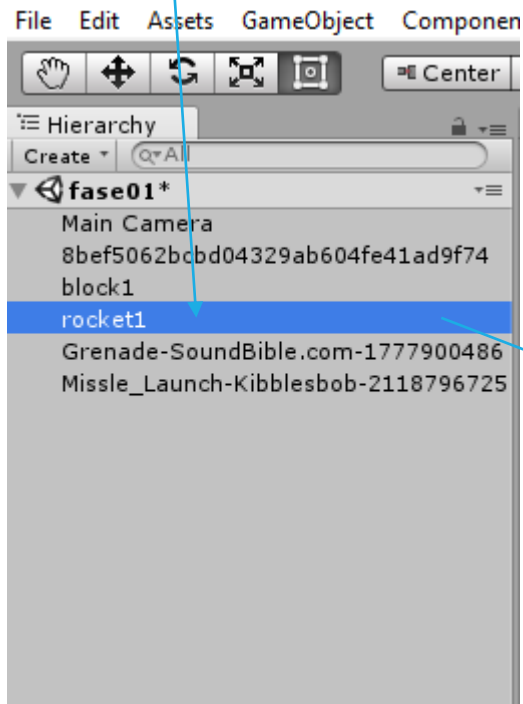 File Edit Assets GameObject Componen
Center
Hierarchy
Create All
fase01*
Main Camera
8bef5062bcbd04329ab604fe41ad9f74
block1
rocket1
Grenade-SoundBible.com-1777900486
Missle_Launch-Kibblesbob-2118796725